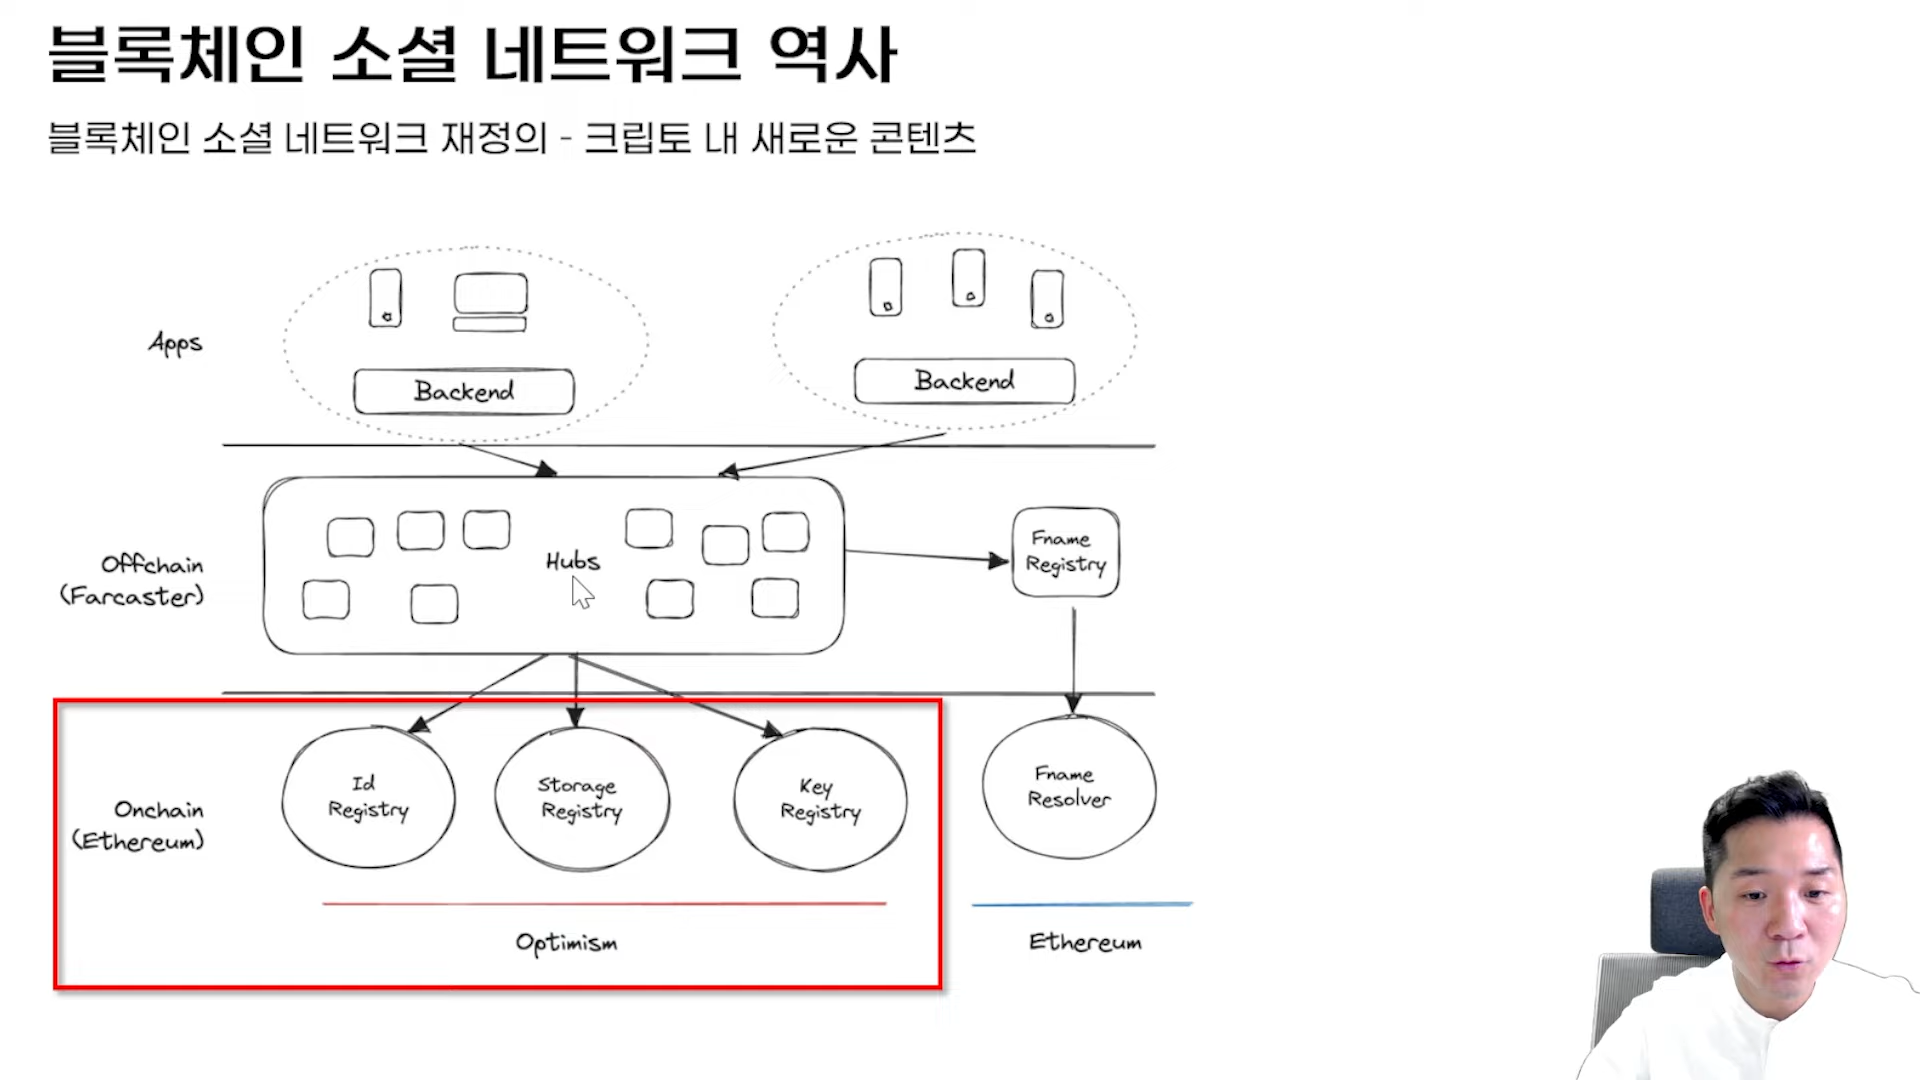 블록체인 소셜 네트워크 역사
블록체인 소셜 네트워크 재정의 - 크립토 내 새로운 콘텐츠
Apps
Backend
Backend
Offchain
(Farcaster)
Hubs
Fname
Registry
Onchain
(Ethereum)
Id
Registry
Storage
Registry
Key
Registry
Fname
Resolver
Optimism
Ethereum